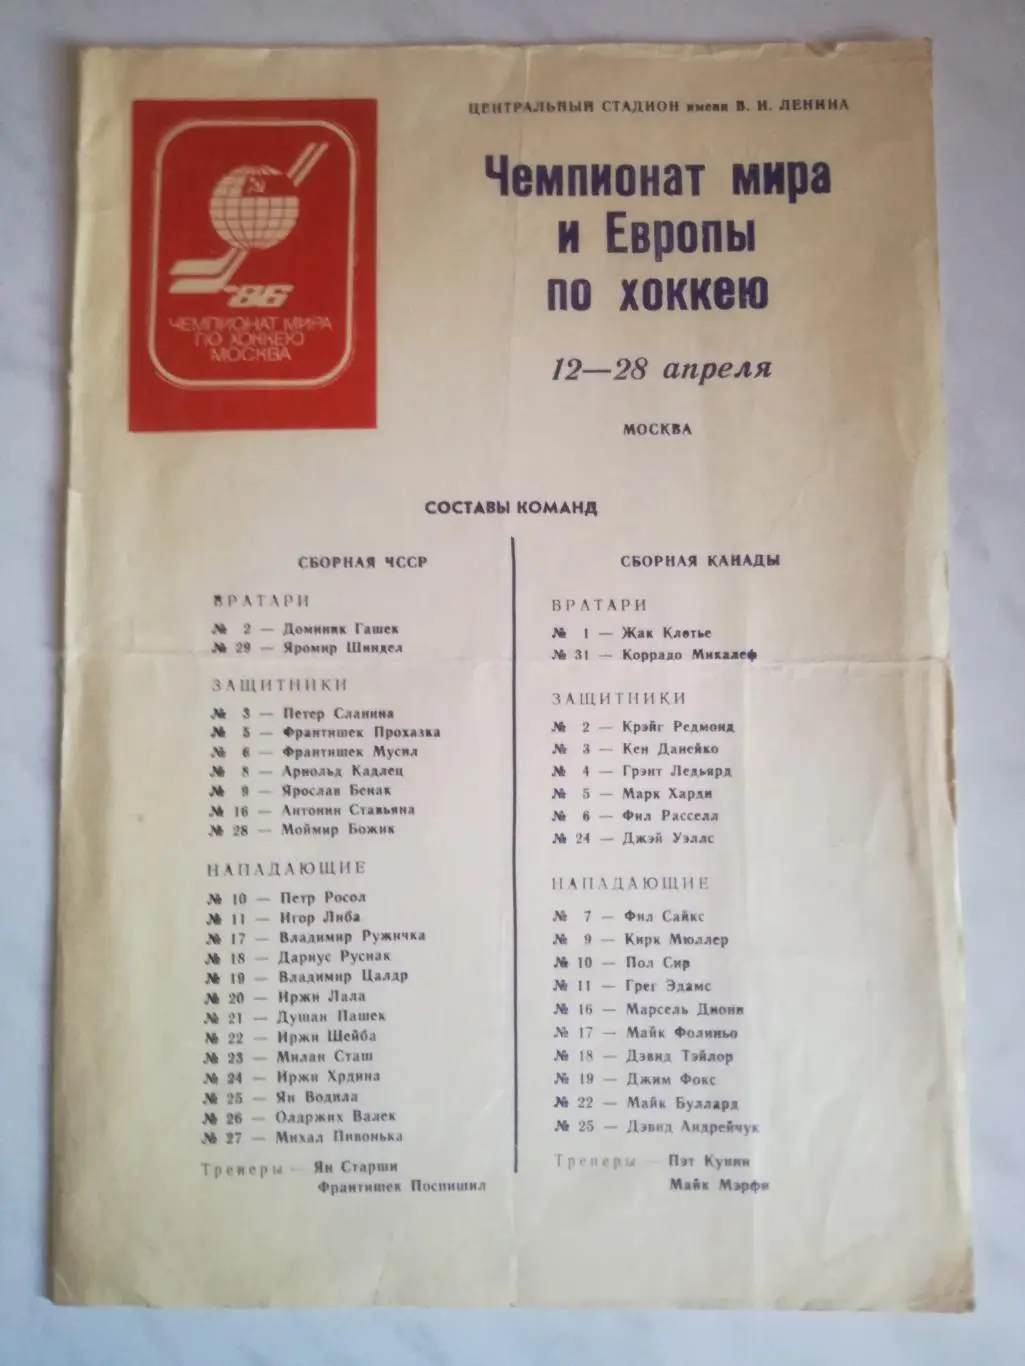 ЦЕНТРАЛЬНЫЙ СТАДИОН имени В. И. ЛЕНИНА
Чемпионат мира
и Европы
по хоккею
12—28 апреля
МОСКВА
86
ЧЕМПИОНАТ МИРА
ПО ХОККЕЮ
МОСКВА
СОСТАВЫ КОМАНД
СБОРНАЯ ЧССР
ВРАТАРИ
№ 2 — Доминик Гашек
№ 29 — Яромир Шиндел
ЗАЩИТНИКИ
№ 3 — Петер Сланина
№ 5 — Франтишек Прохазка
№ 6 — Франтишек Мусил
№ 8 — Арнольд Кадлец
№ 9 — Ярослав Бенак
№ 16 — Антонин Ставьяна
№ 28 — Моймир Божик
НАПАДАЮЩИЕ
№ 10 — Петр Росол
№ 11 — Игор Либа
№ 17 — Владимир Ружичка
№ 18 — Дариус Руснак
№ 19 — Владимир Цалдр
№ 20 — Иржи Лала
№ 21 — Душан Пашек
№ 22 — Иржи Шейба
№ 23 — Милан Сташ
№ 24 — Иржи Хрдина
№ 25 — Ян Водила
№ 26 — Олдржих Валек
№ 27 — Михал Пивонька
Тренеры — Ян Старши
Франтишек Поспишил
СБОРНАЯ КАНАДЫ
ВРАТАРИ
№ 1 — Жак Клотье
№ 31 — Коррадо Микалеф
ЗАЩИТНИКИ
№ 2 — Крэйг Редмонд
№ 3 — Кен Данейко
№ 4 — Грэнт Ледьярд
№ 5 — Марк Харди
№ 6 — Фил Расселл
№ 24 — Джэй Уэллс
НАПАДАЮЩИЕ
№ 7 — Фил Сайкс
№ 9 — Кирк Мюллер
№ 10 — Пол Сир
№ 11 — Грег Эдамс
№ 16 — Марсель Дионн
№ 17 — Майк Фолиньо
№ 18 — Дэвид Тэйлор
№ 19 — Джим Фокс
№ 22 — Майк Буллард
№ 25 — Дэвид Андрейчук
Тренеры — Пэт Куинн
Майк Мэрфи